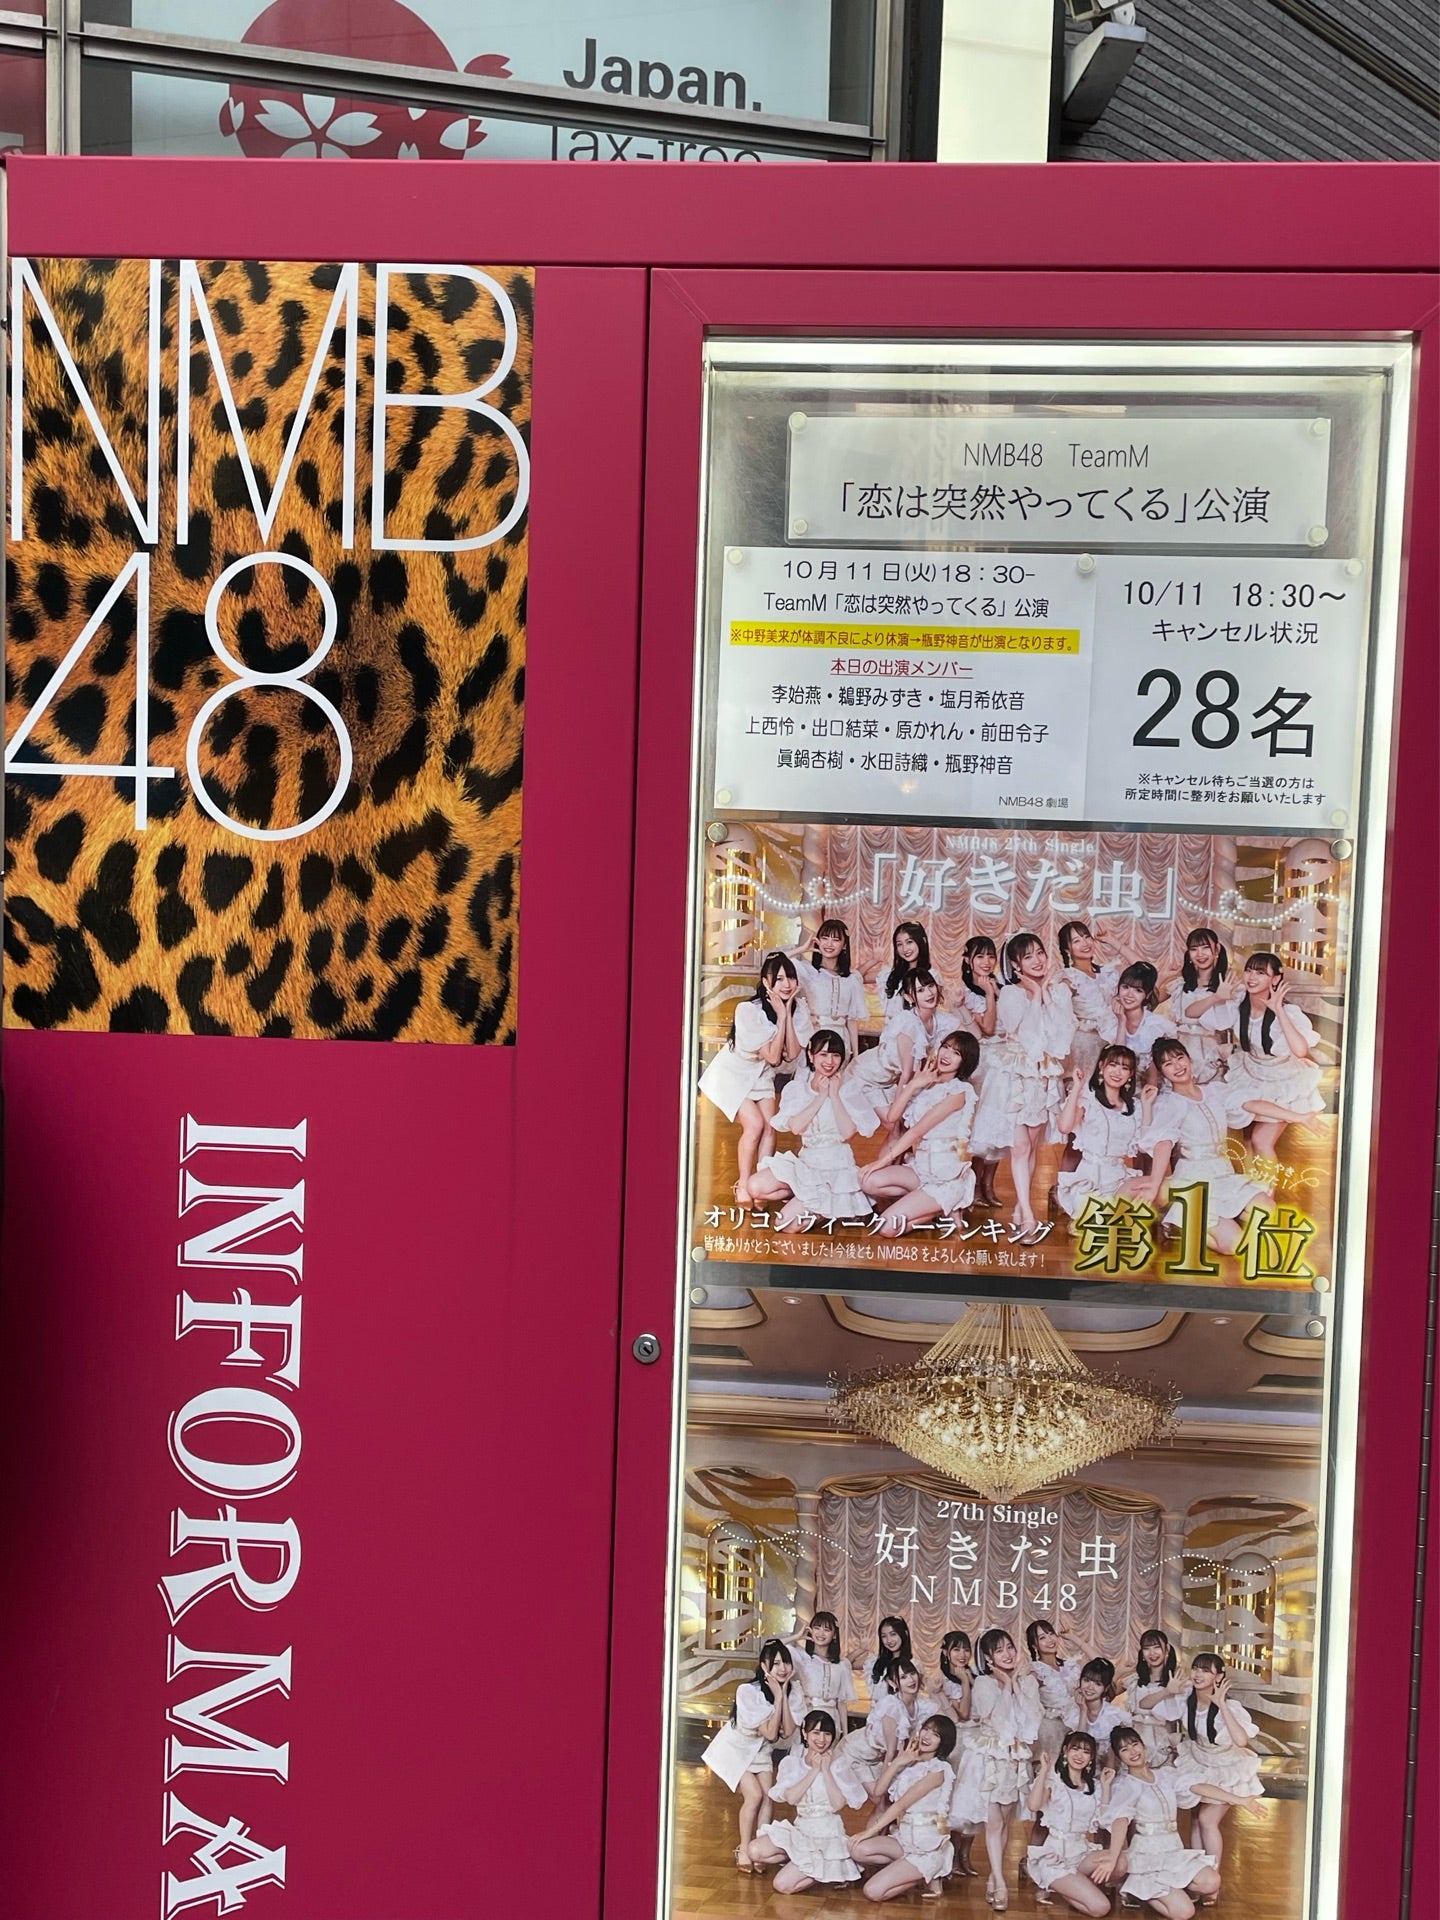 Japan.
Tax-free
NMB
48
INFORMA
NMB48 TeamM
「恋は突然やってくる」公演
10月11日(火)18:30-
TeamM「恋は突然やってくる」公演
※中野美来が体調不良により休演→瓶野神音が出演となります。
本日の出演メンバー
李始燕・鵜野みずき・塩月希依音
上西怜・出口結菜・原かれん・前田令子
眞鍋杏樹・水田詩織・瓶野神音
NMB48劇場
10/11 18:30～
キャンセル状況
28名
※キャンセル待ちご当選の方は
所定時間に整列をお願いいたします
NMB48 27th Single
「好きだ虫」
たこやき
やけた!
オリコンウィークリーランキング
第1位
皆様ありがとうございました!今後とも NMB48 をよろしくお願い致します!
27th Single
好きだ虫
NMB48